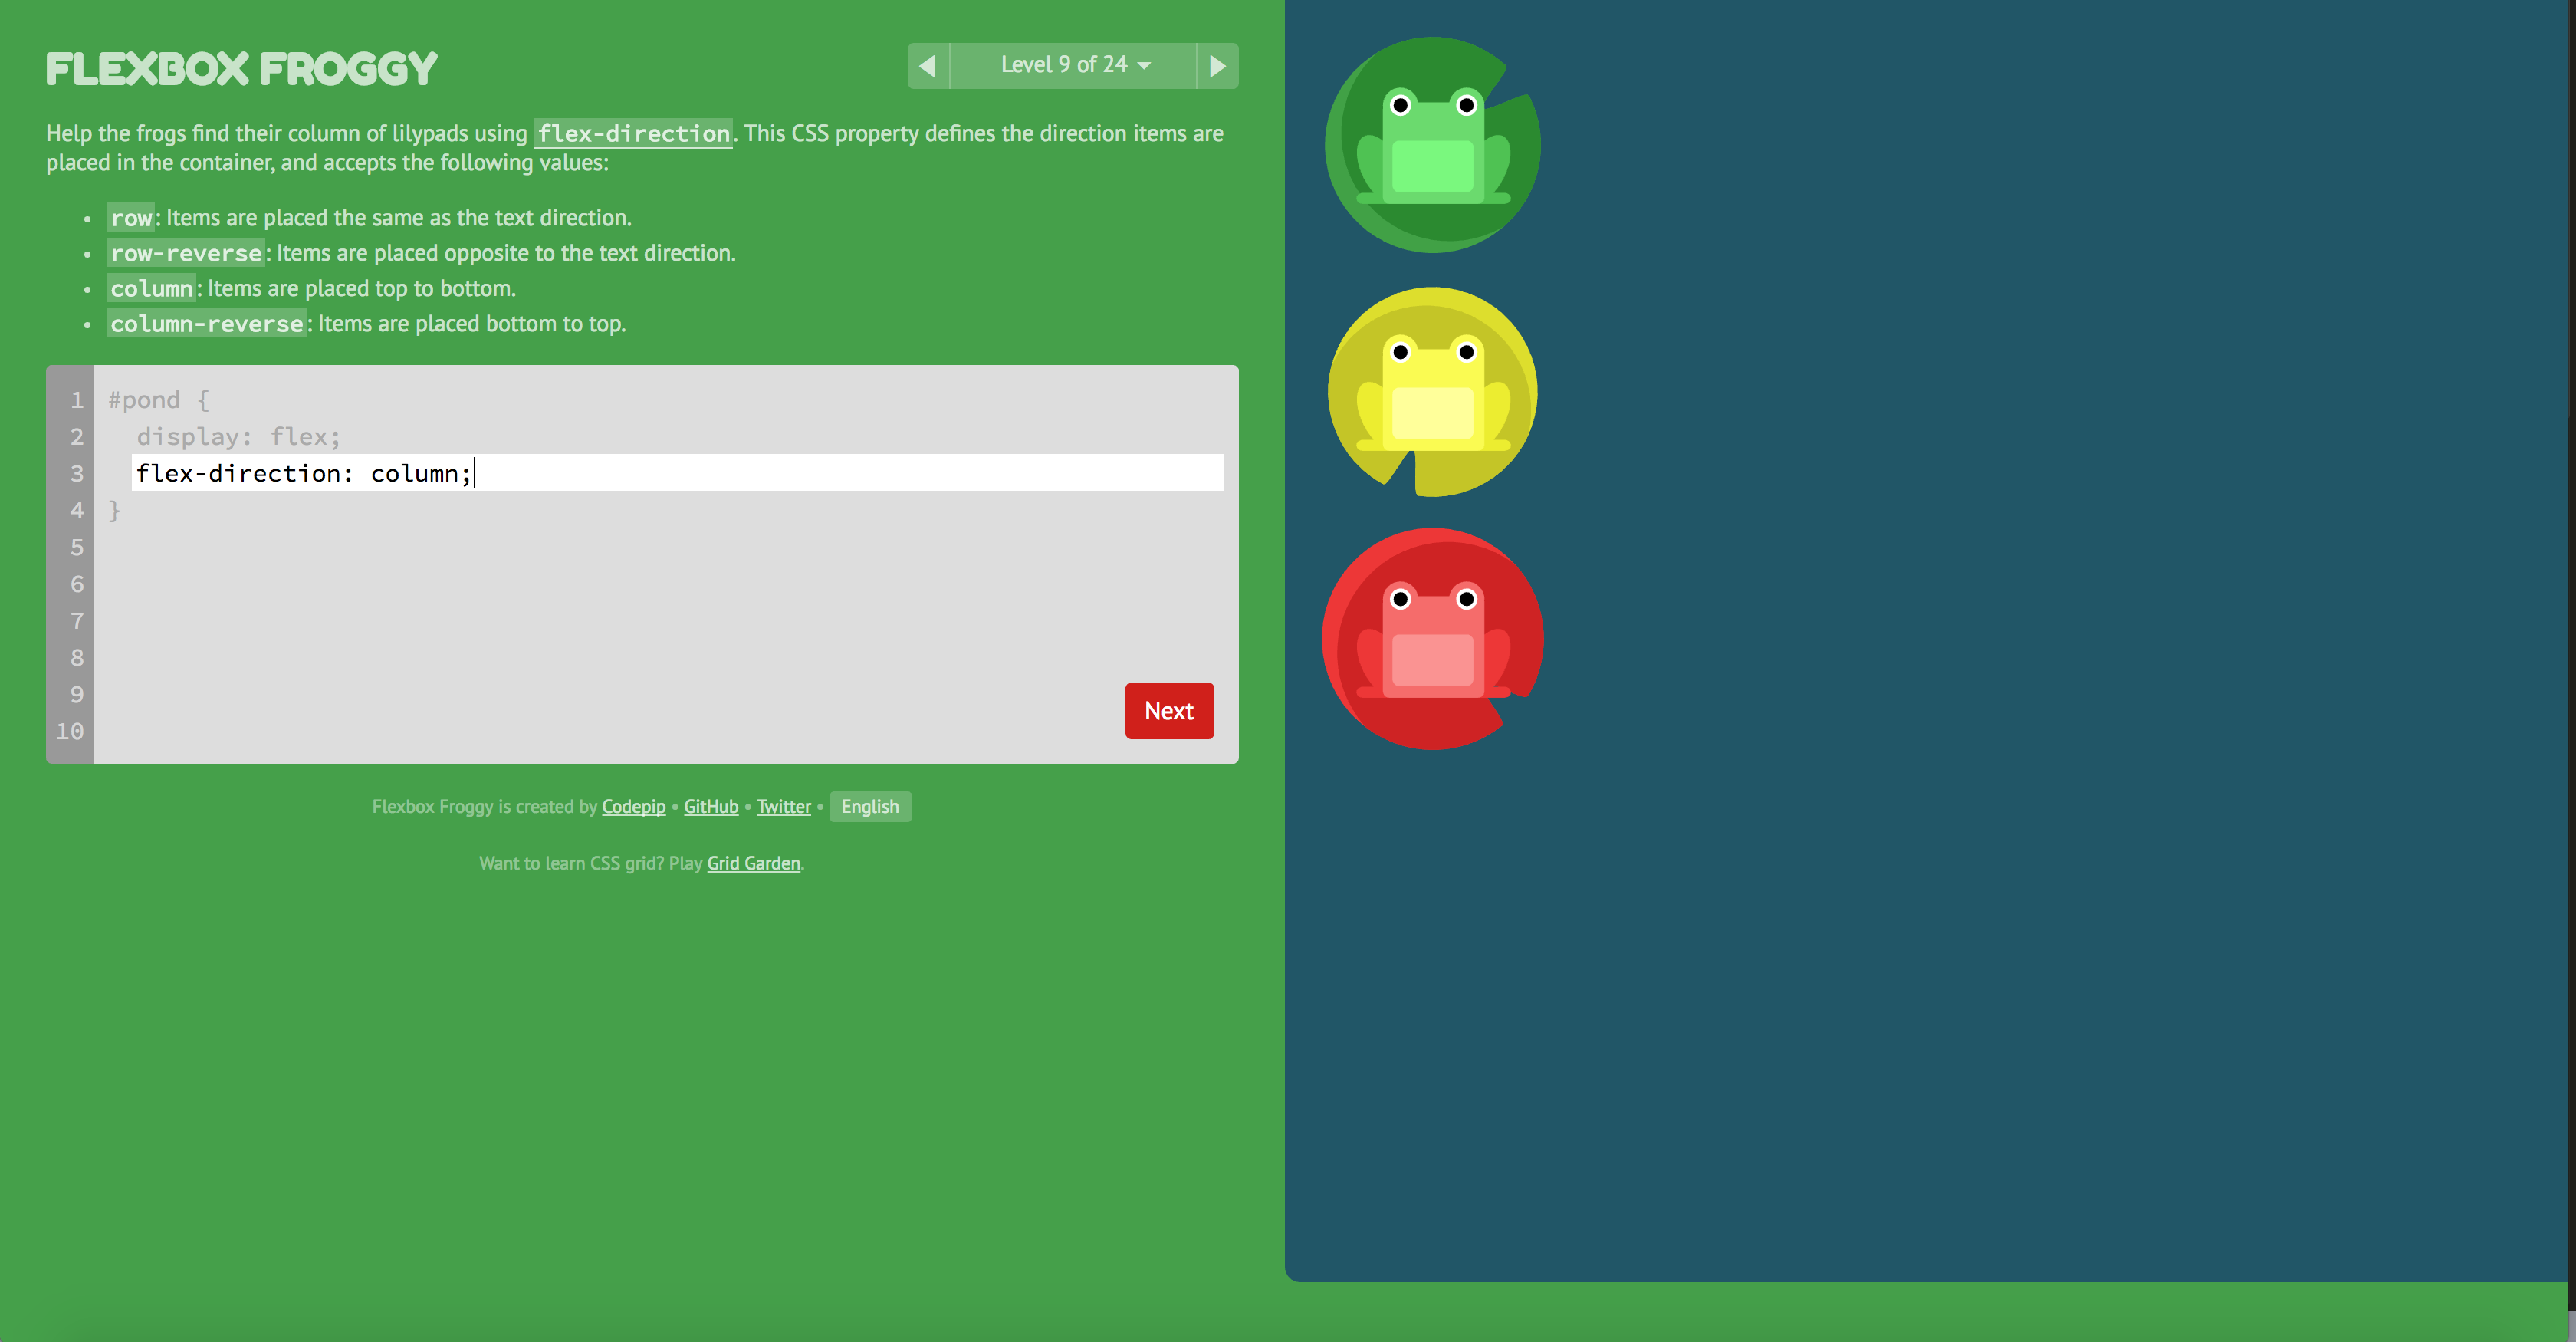 FLEXBOX FROGGY
Level 9 of 24
Help the frogs find their column of lilypads using flex-direction. This CSS property defines the direction items are
placed in the container, and accepts the following values:
• row: Items are placed the same as the text direction.
• row-reverse: Items are placed opposite to the text direction.
• column: Items are placed top to bottom.
• column-reverse: Items are placed bottom to top.
1 #pond {
2 display: flex;
3 flex-direction: column;
4 }
5
6
7
8
9
10
Next
Flexbox Froggy is created by Codepip • GitHub • Twitter • English
Want to learn CSS grid? Play Grid Garden.